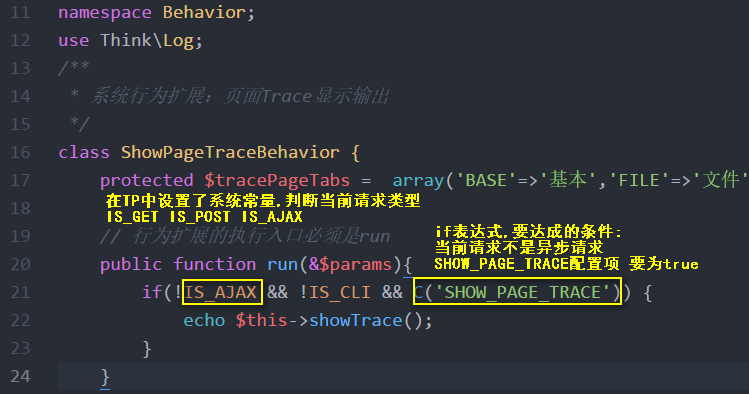 11 namespace Behavior;
12 use Think\Log;
13 /**
14  * 系统行为扩展：页面Trace显示输出
15  */
16 class ShowPageTraceBehavior {
17     protected $tracePageTabs =  array('BASE'=>'基本','FILE'=>'文件'
在TP中设置了系统常量,判断当前请求类型
18 IS_GET IS_POST IS_AJAX
19     // 行为扩展的执行入口必须是run
if表达式,要达成的条件:
当前请求不是异步请求
SHOW_PAGE_TRACE配置项 要为true
20     public function run(&$params){
21         if(!IS_AJAX && !IS_CLI && C('SHOW_PAGE_TRACE')) {
22             echo $this->showTrace();
23         }
24     }